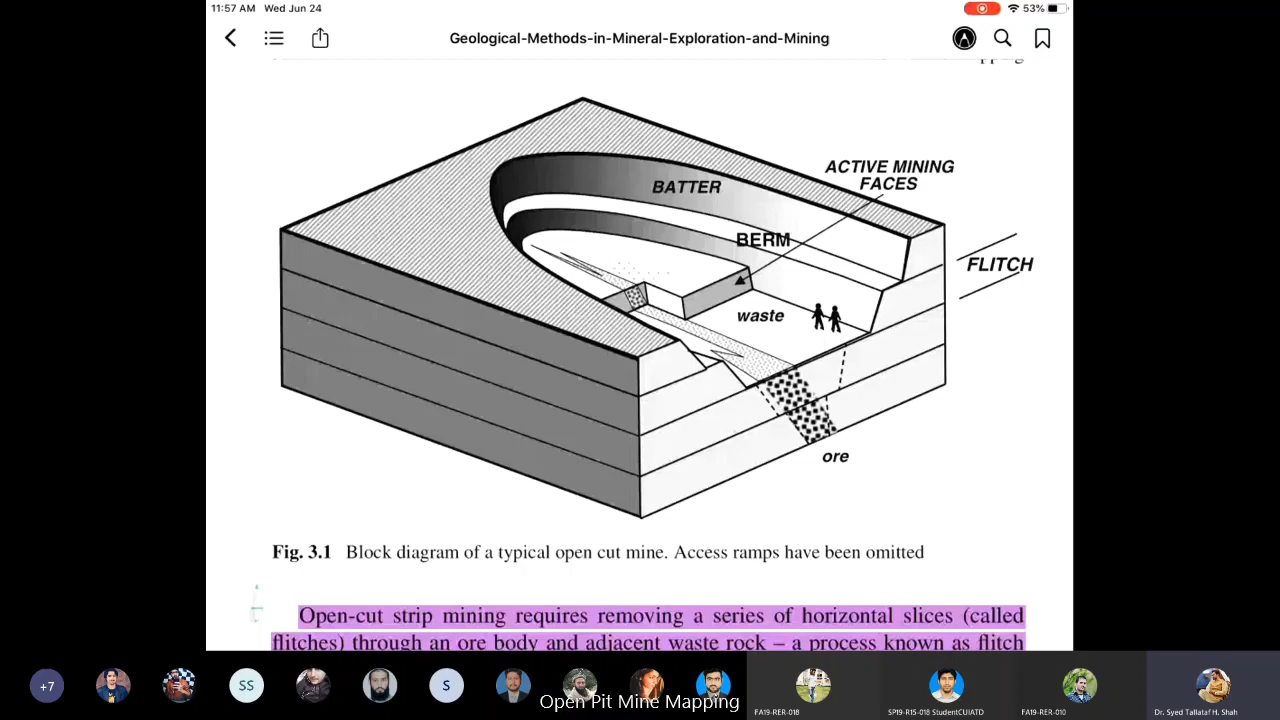 11:57 AM Wed Jun 24
53%
Geological-Methods-in-Mineral-Exploration-and-Mining
ACTIVE MINING
FACES
BATTER
BERM
FLITCH
waste
ore
Fig. 3.1 Block diagram of a typical open cut mine. Access ramps have been omitted
Open-cut strip mining requires removing a series of horizontal slices (called
flitches) through an ore body and adjacent waste rock – a process known as flitch
+7
SS
S
Open Pit Mine Mapping
FA19-RER-018
SP19-R15-018 StudentCUIATD
FA19-RER-010
Dr. Syed Tallataf H. Shah